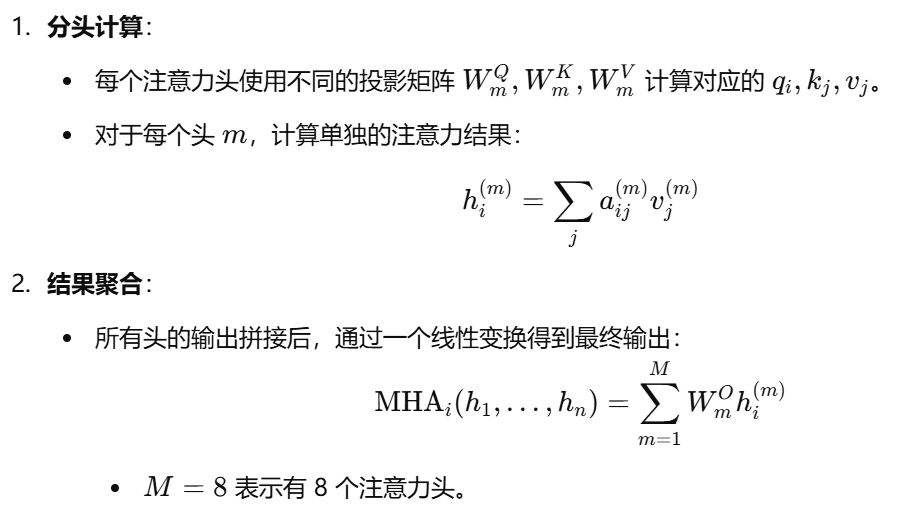 1. 分头计算：
• 每个注意力头使用不同的投影矩阵 $W_m^Q, W_m^K, W_m^V$ 计算对应的 $q_i, k_j, v_j$。
• 对于每个头 $m$，计算单独的注意力结果：
$h_i^{(m)} = \sum_j a_{ij}^{(m)} v_j^{(m)}$
2. 结果聚合：
• 所有头的输出拼接后，通过一个线性变换得到最终输出：
$\mathrm{MHA}_i(h_1, \ldots, h_n) = \sum_{m=1}^{M} W_m^O h_i^{(m)}$
• $M = 8$ 表示有 8 个注意力头。